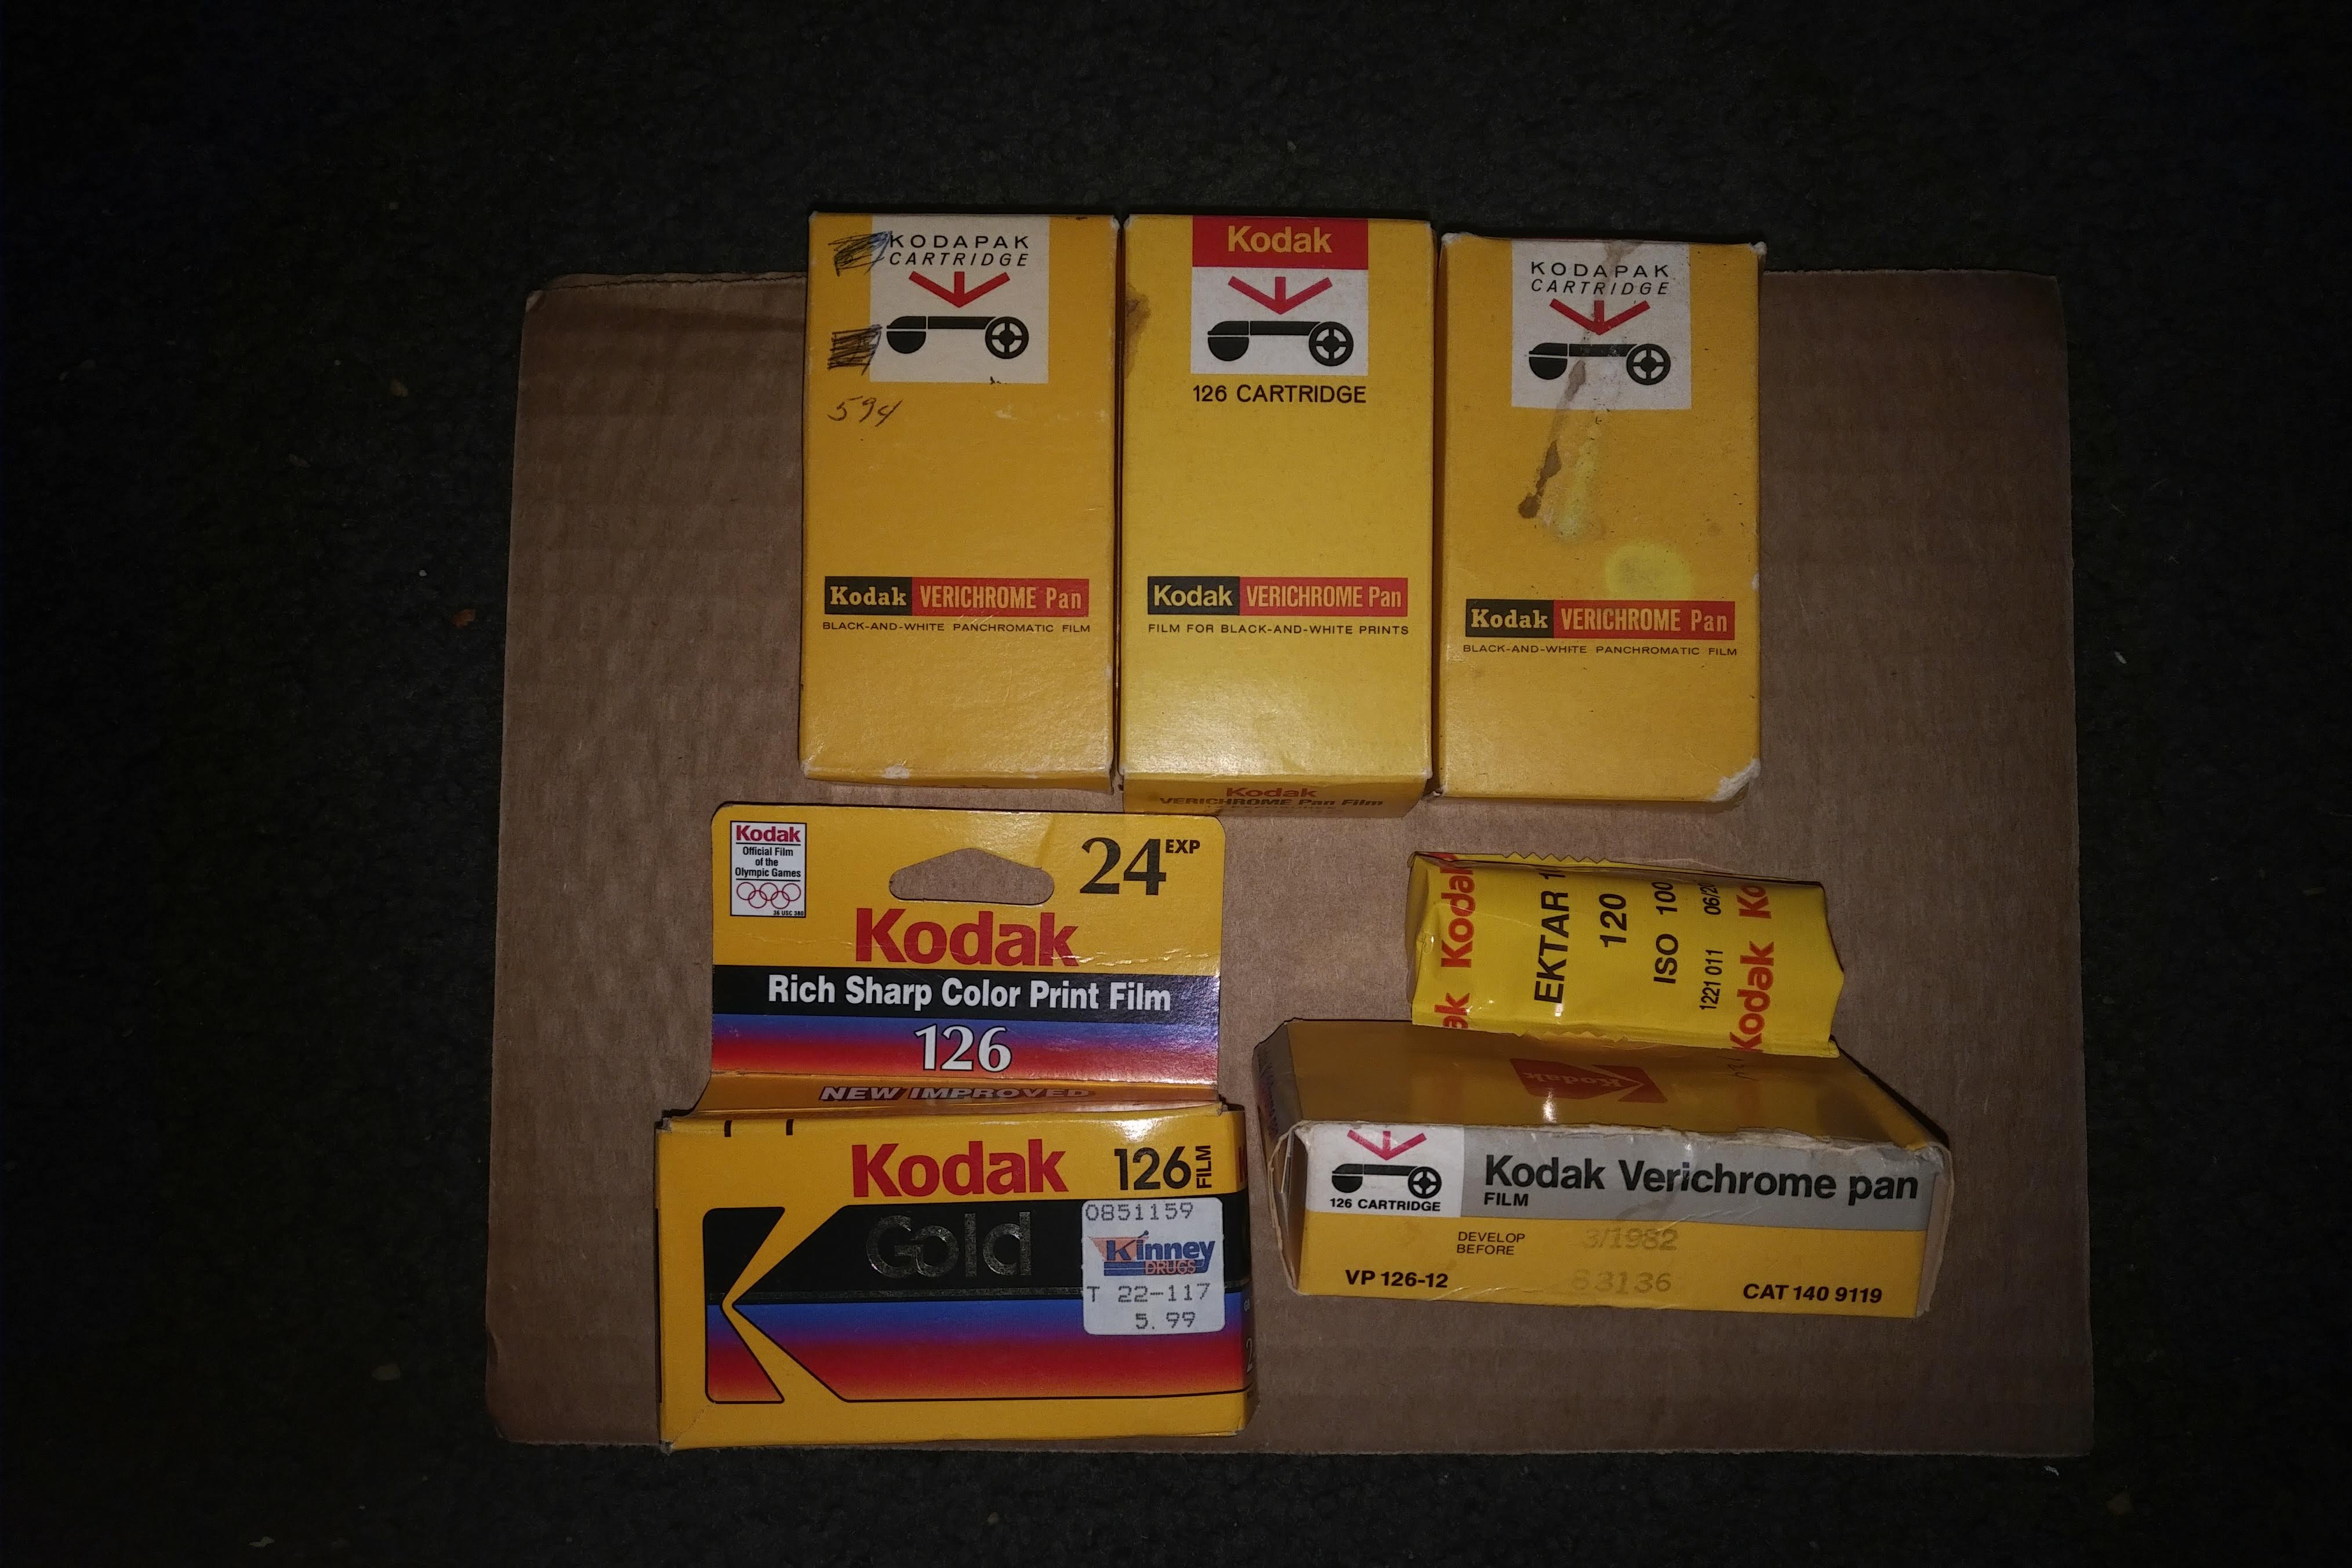 KODAPAK
CARTRIDGE
594
Kodak VERICHROME Pan
BLACK-AND-WHITE PANCHROMATIC FILM
Kodak
126 CARTRIDGE
Kodak VERICHROME Pan
FILM FOR BLACK-AND-WHITE PRINTS
Kodak
VERICHROME Pan Film
KODAPAK
CARTRIDGE
Kodak VERICHROME Pan
BLACK-AND-WHITE PANCHROMATIC FILM
Kodak
Official Film
of the
Olympic Games
36 USC 380
24 EXP
Kodak
Rich Sharp Color Print Film
126
NEW IMPROVED
Kodak 126 FILM
Gold
0851159
Kinney
DRUGS
T 22-117
5.99
Kodak
EKTAR
120
ISO 100
1221 011
Kodak
Kodak
126 CARTRIDGE
Kodak Verichrome pan
FILM
DEVELOP
BEFORE
3/1982
VP 126-12
CAT 140 9119